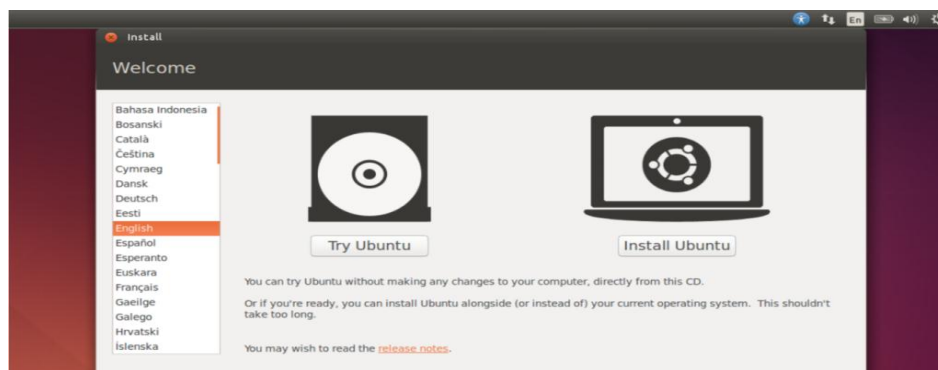 En
Install
Welcome
Bahasa Indonesia
Bosanski
Català
Čeština
Cymraeg
Dansk
Deutsch
Eesti
English
Español
Esperanto
Euskara
Français
Gaeilge
Galego
Hrvatski
Íslenska
Try Ubuntu
Install Ubuntu
You can try Ubuntu without making any changes to your computer, directly from this CD.
Or if you're ready, you can install Ubuntu alongside (or instead of) your current operating system. This shouldn't
take too long.
You may wish to read the release notes.